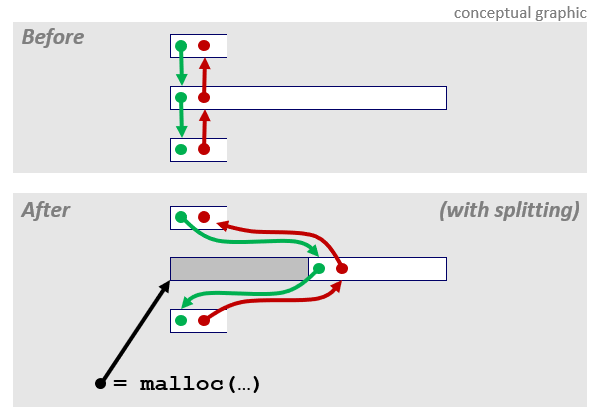 conceptual graphic
Before
After
(with splitting)
= malloc(…)